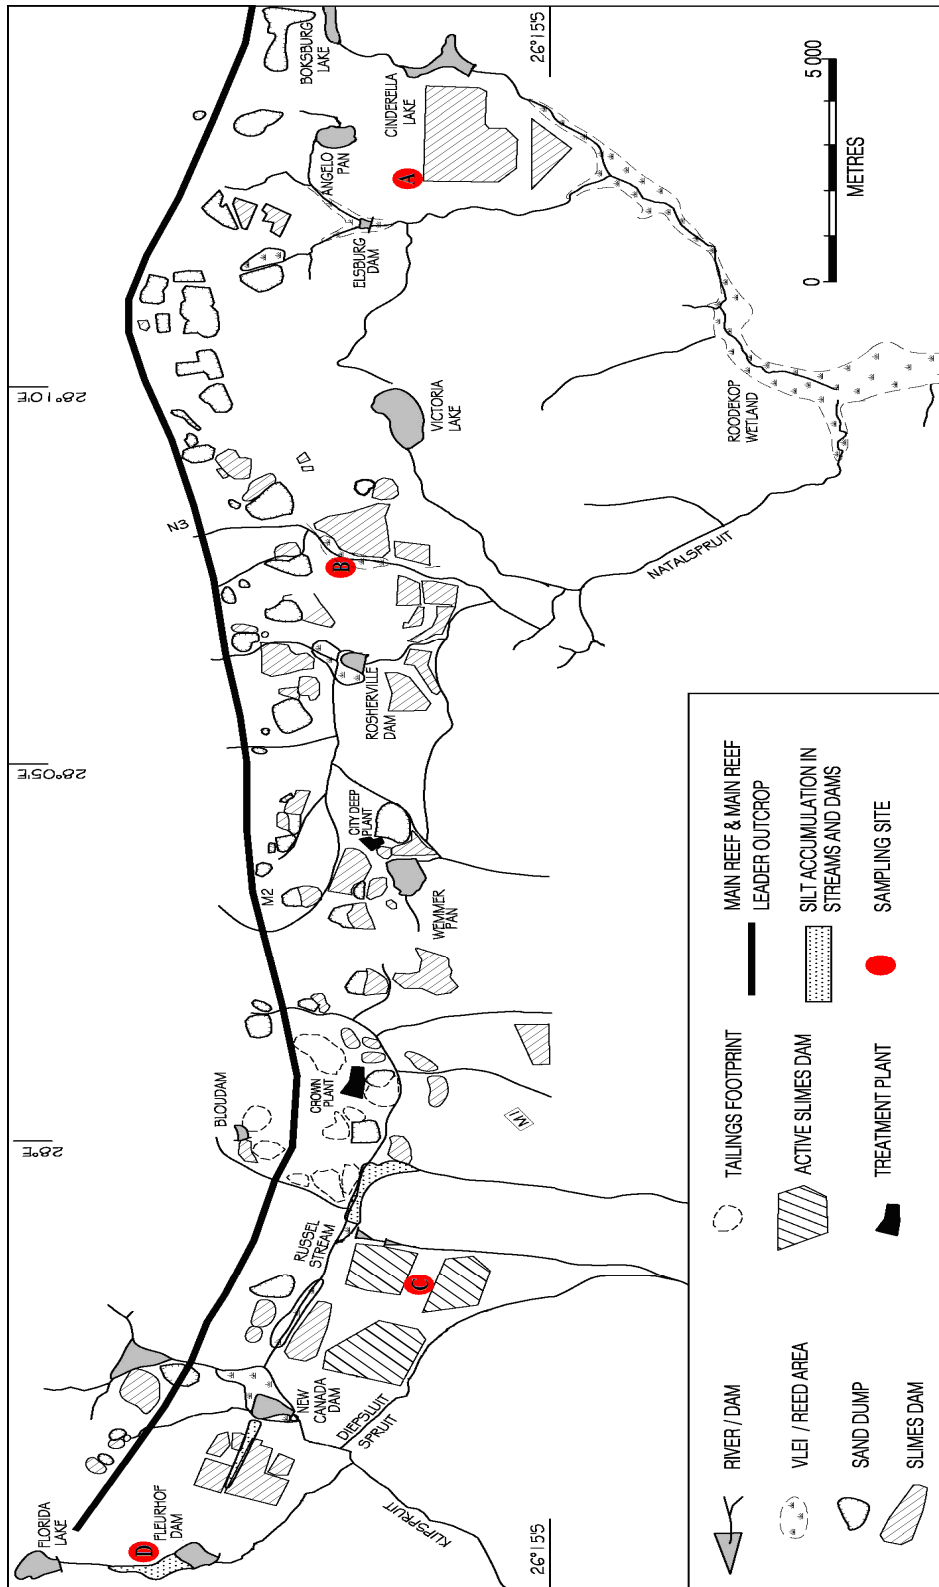 FLORIDA
LAKE
D
FLEURHOF
DAM
NEW
CANADA
DAM
DIEPSLUIT
SPRUIT
KLIPSPRUIT
RUSSEL
STREAM
C
BLOUDAM
CROWN
PLANT
M1
M2
WEMMER
PAN
CITY DEEP
PLANT
ROSHERVILLE
DAM
B
N3
VICTORIA
LAKE
NATALSPRUIT
ELSBURG
DAM
ANGELO
PAN
A
CINDERELLA
LAKE
BOKSBURG
LAKE
ROODEKOP
WETLAND
28°E
28°05'E
28°10'E
26°15'S
26°15'S
0
5 000
METRES
RIVER / DAM
VLEI / REED AREA
SAND DUMP
SLIMES DAM
TAILINGS FOOTPRINT
ACTIVE SLIMES DAM
TREATMENT PLANT
MAIN REEF & MAIN REEF
LEADER OUTCROP
SILT ACCUMULATION IN
STREAMS AND DAMS
SAMPLING SITE